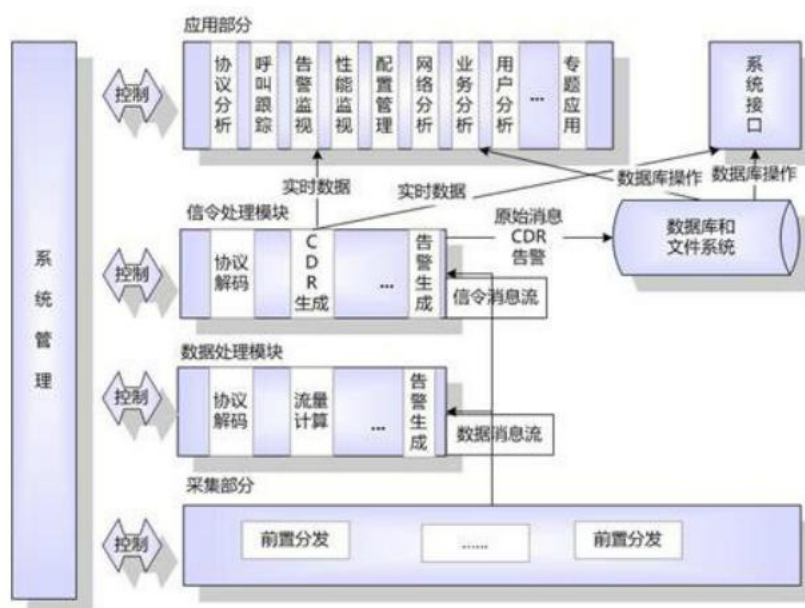 应用部分
系统管理
控制
协议分析
呼叫跟踪
告警监视
性能监视
配置管理
网络分析
业务分析
用户分析
...
专题应用
系统接口
实时数据
实时数据
数据库操作
数据库操作
信令处理模块
控制
协议
解码
CDR生成
...
告警生成
原始消息
CDR
告警
数据库和
文件系统
信令消息流
数据处理模块
控制
协议
解码
流量
计算
...
告警生成
数据消息流
采集部分
控制
前置分发
......
前置分发